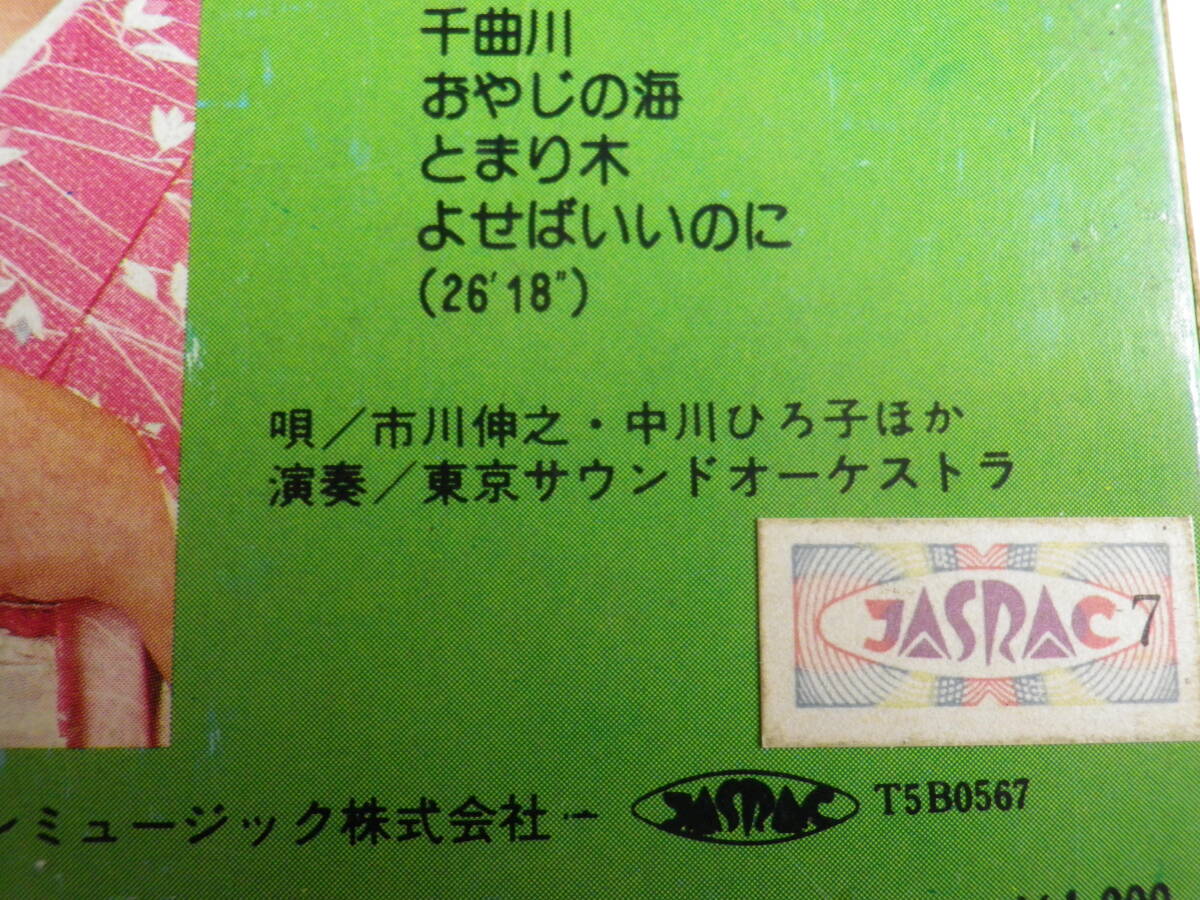 千曲川
おやじの海
とまり木
よせばいいのに
(26'18")
唄/市川伸之・中川ひろ子ほか
演奏/東京サウンドオーケストラ
JASRAC 7
ミュージック株式会社ー
JASRAC T5B0567